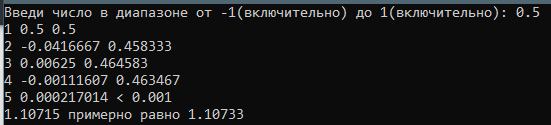 Введи число в диапазоне от -1(включительно) до 1(включительно): 0.5
1 0.5 0.5
2 -0.0416667 0.458333
3 0.00625 0.464583
4 -0.00111607 0.463467
5 0.000217014 < 0.001
1.10715 примерно равно 1.10733